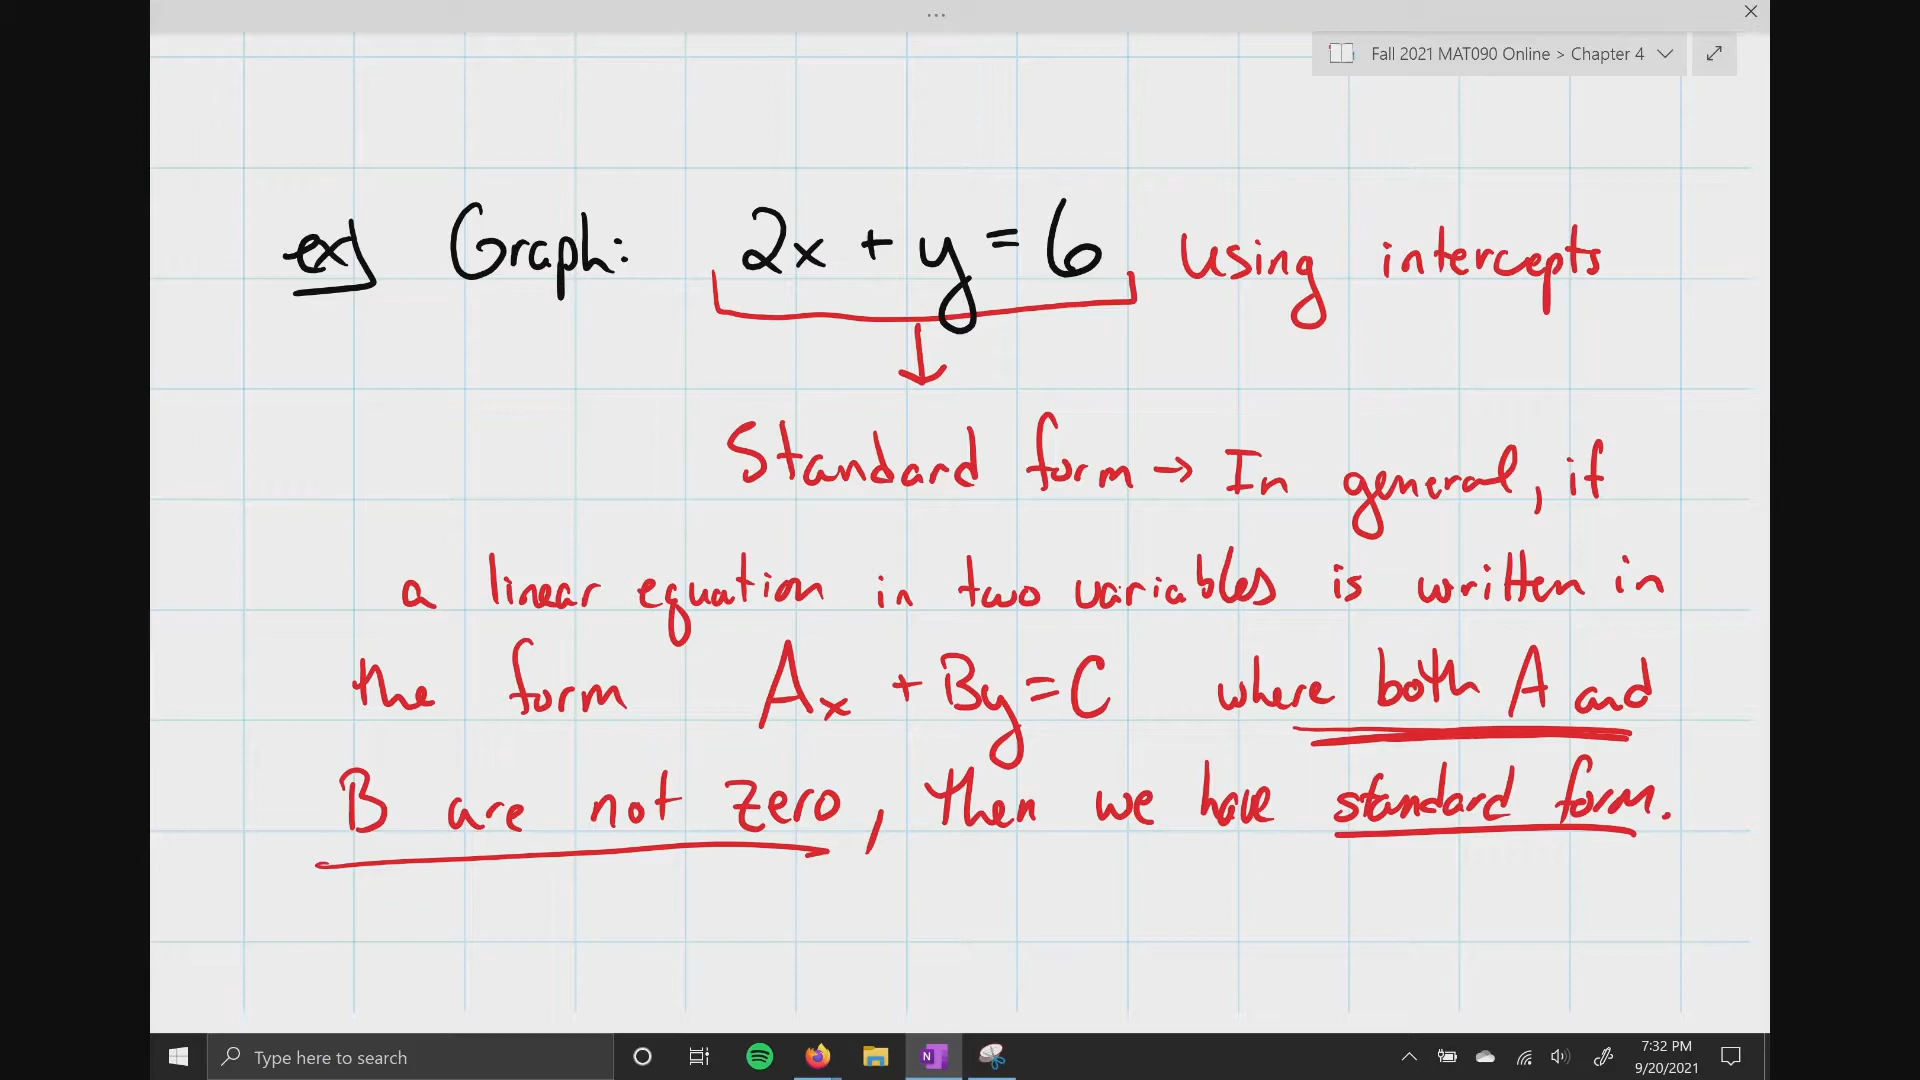 Fall 2021 MAT090 Online > Chapter 4
ex) Graph: 2x + y = 6 using intercepts
Standard form → In general, if
a linear equation in two variables is written in
the form Ax + By = C where both A and
B are not zero, then we have standard form.
Type here to search
7:32 PM
9/20/2021